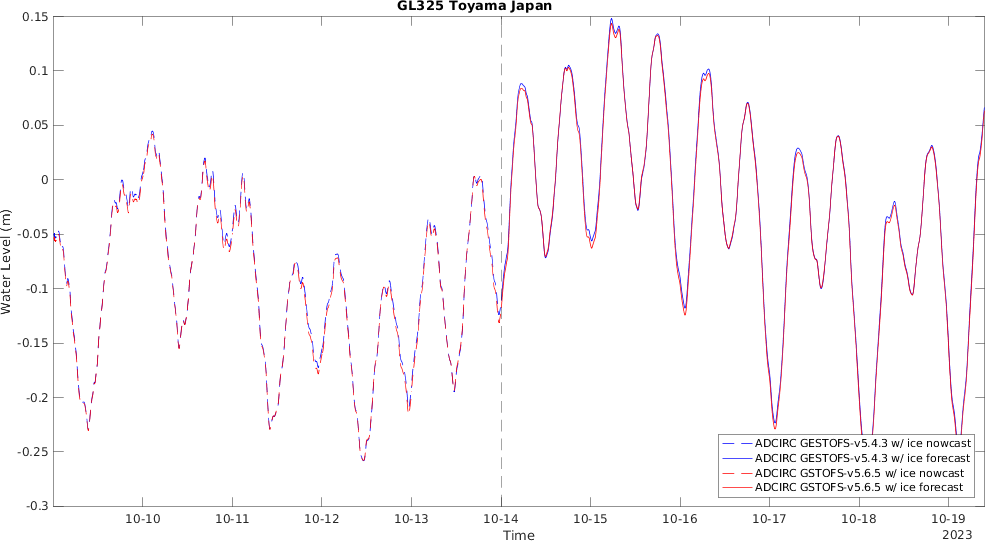 GL325 Toyama Japan
0.15
0.1
0.05
0
-0.05
-0.1
-0.15
-0.2
-0.25
-0.3
Water Level (m)
ADCIRC GESTOFS-v5.4.3 w/ ice nowcast
ADCIRC GESTOFS-v5.4.3 w/ ice forecast
ADCIRC GSTOFS-v5.6.5 w/ ice nowcast
ADCIRC GSTOFS-v5.6.5 w/ ice forecast
10-10 10-11 10-12 10-13 10-14 10-15 10-16 10-17 10-18 10-19
Time
2023